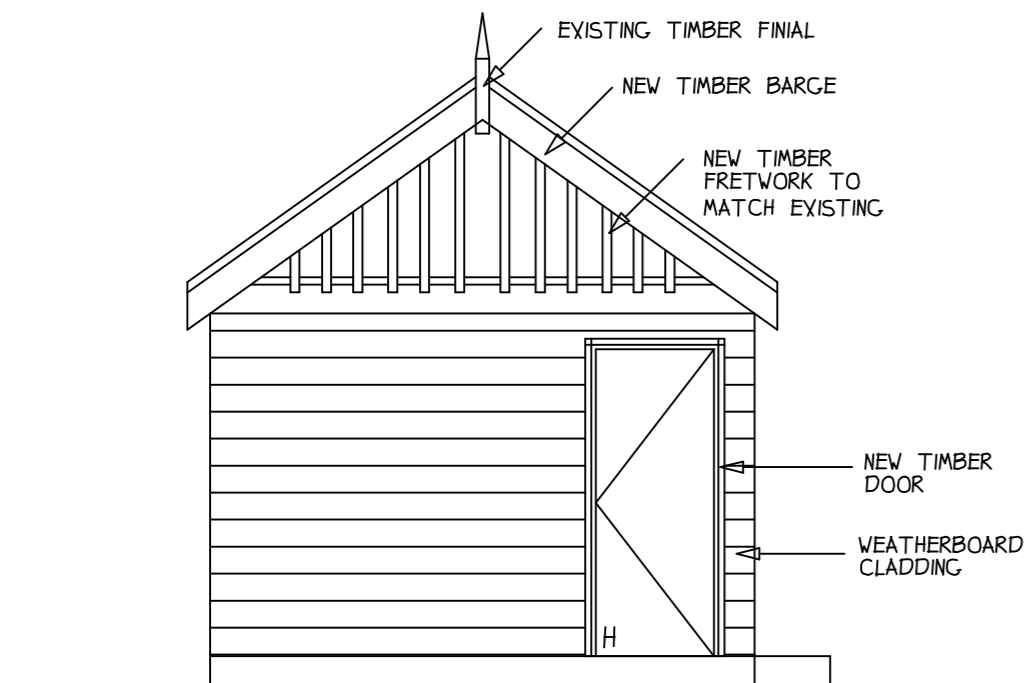 EXISTING TIMBER FINIAL
NEW TIMBER BARGE
NEW TIMBER
FRETWORK TO
MATCH EXISTING
NEW TIMBER
DOOR
WEATHERBOARD
CLADDING
H